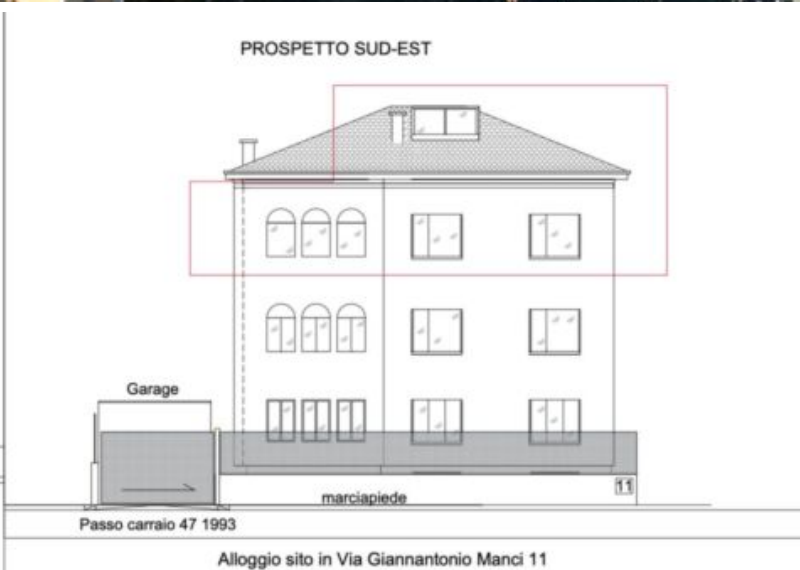 PROSPETTO SUD-EST
Garage
11
marciapiede
Passo carraio 47 1993
Alloggio sito in Via Giannantonio Manci 11